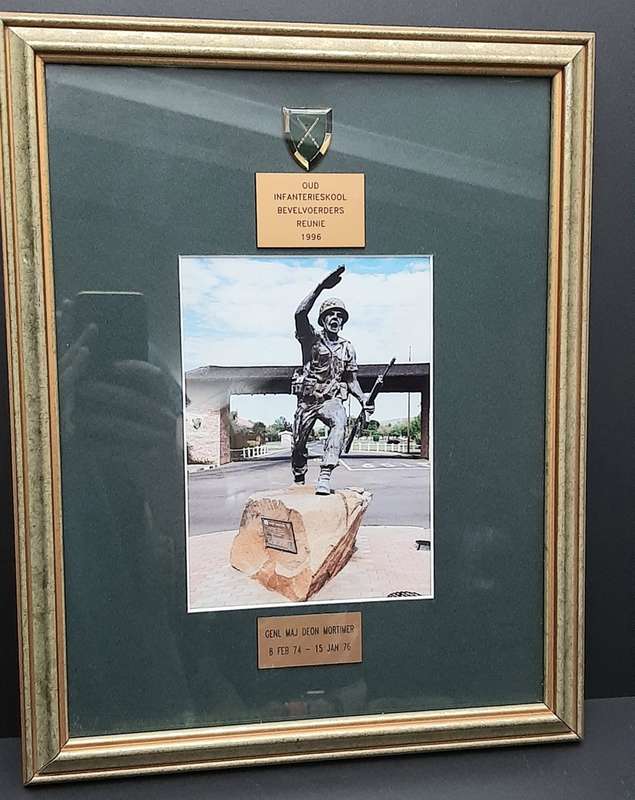 OUD
INFANTERIESKOOL
BEVELVOERDERS
REUNIE
1996
GENL MAJ DEON MORTIMER
8 FEB 74 - 15 JAN 76